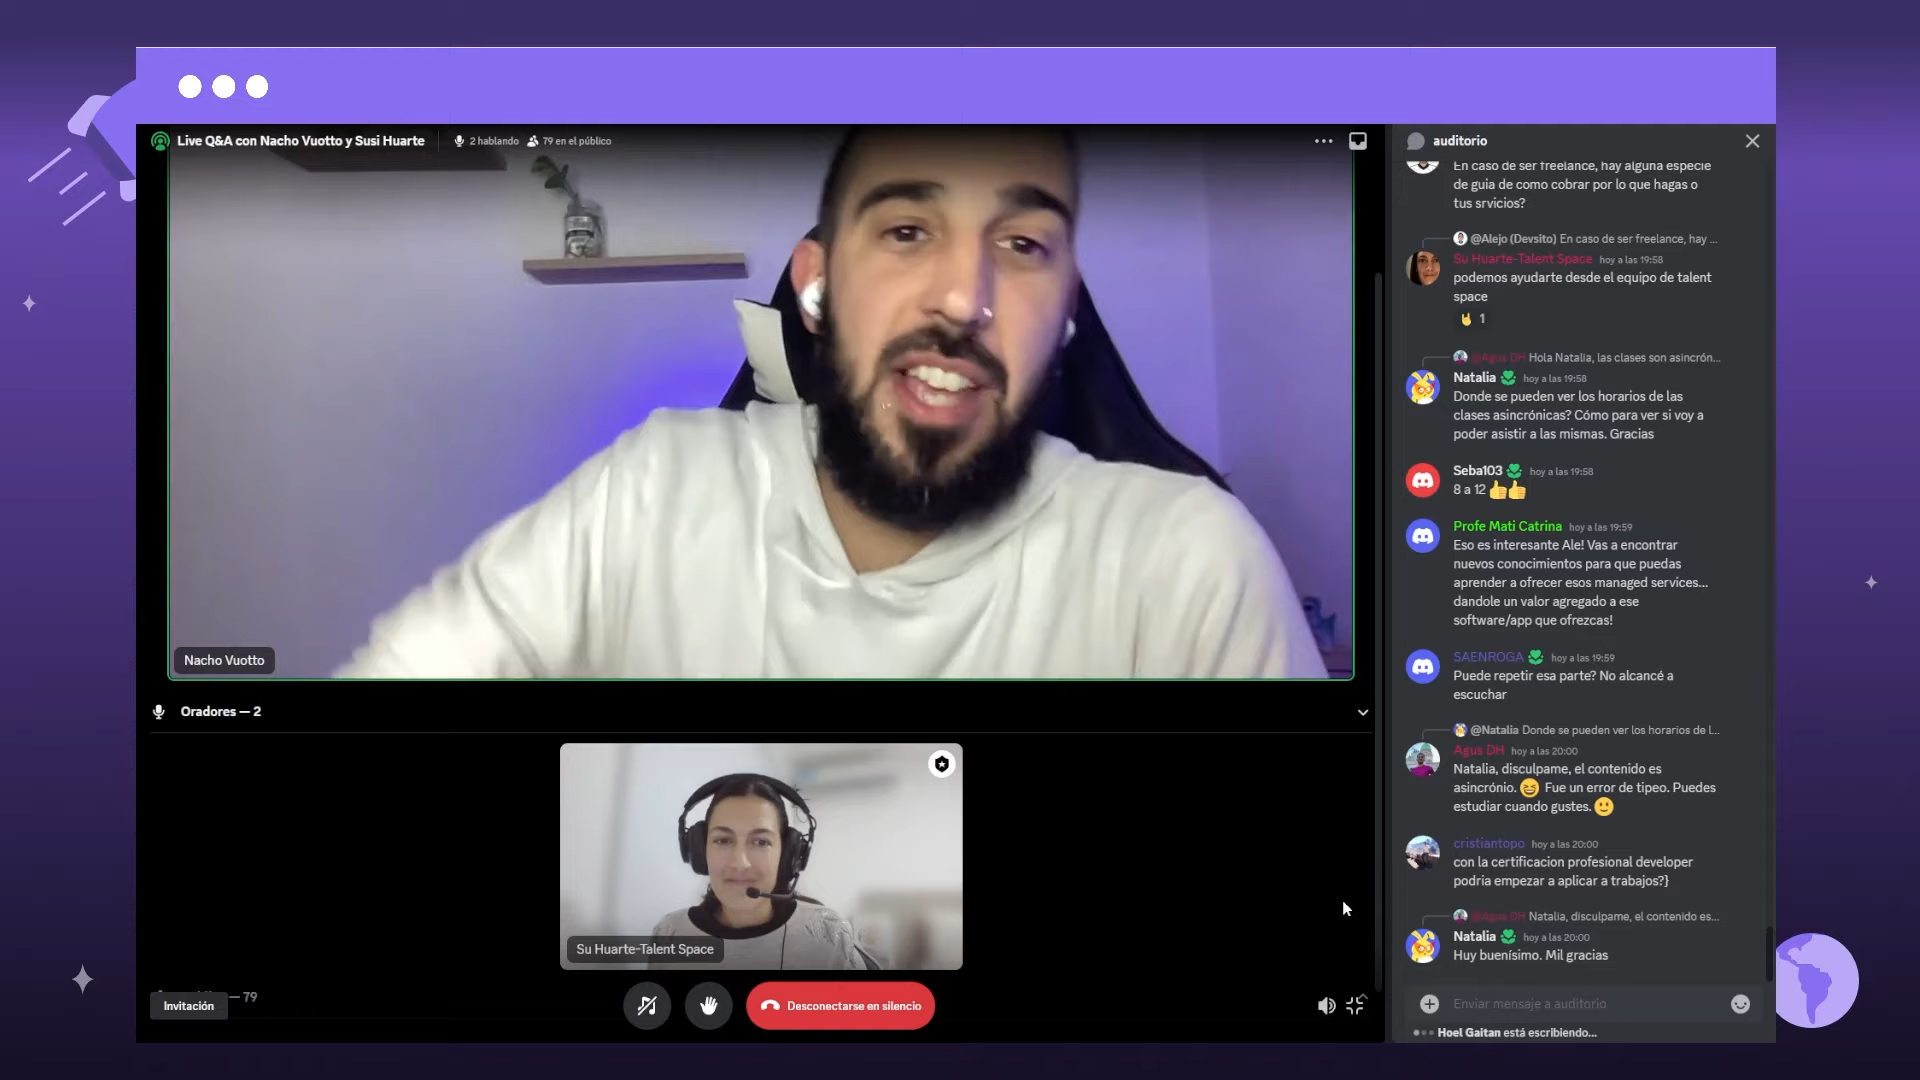 Live Q&A con Nacho Vuotto y Susi Huarte
2 hablando
79 en el público
Nacho Vuotto
Oradores — 2
Su Huarte-Talent Space
— 79
Invitación
Desconectarse en silencio
auditorio
En caso de ser freelance, hay alguna especie
de guia de como cobrar por lo que hagas o
tus srvicios?
@Alejo (Devsito) En caso de ser freelance, hay ...
Su Huarte-Talent Space hoy a las 19:58
podemos ayudarte desde el equipo de talent
space
1
@Agus DH Hola Natalia, las clases son asincrón...
Natalia hoy a las 19:58
Donde se pueden ver los horarios de las
clases asincrónicas? Cómo para ver si voy a
poder asistir a las mismas. Gracias
Seba103 hoy a las 19:58
8 a 12 👍👍
Profe Mati Catrina hoy a las 19:59
Eso es interesante Ale! Vas a encontrar
nuevos conocimientos para que puedas
aprender a ofrecer esos managed services...
dandole un valor agregado a ese
software/app que ofrezcas!
SAENROGA hoy a las 19:59
Puede repetir esa parte? No alcancé a
escuchar
@Natalia Donde se pueden ver los horarios de l...
Agus DH hoy a las 20:00
Natalia, disculpame, el contenido es
asincrónio. 😆 Fue un error de tipeo. Puedes
estudiar cuando gustes. 🙂
cristiantopo hoy a las 20:00
con la certificacion profesional developer
podria empezar a aplicar a trabajos?}
@Agus DH Natalia, disculpame, el contenido es...
Natalia hoy a las 20:00
Huy buenísimo. Mil gracias
Enviar mensaje a auditorio
Hoel Gaitan está escribiendo...